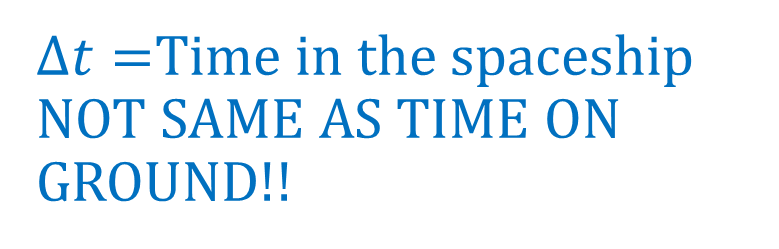 Δt =Time in the spaceship
NOT SAME AS TIME ON
GROUND!!